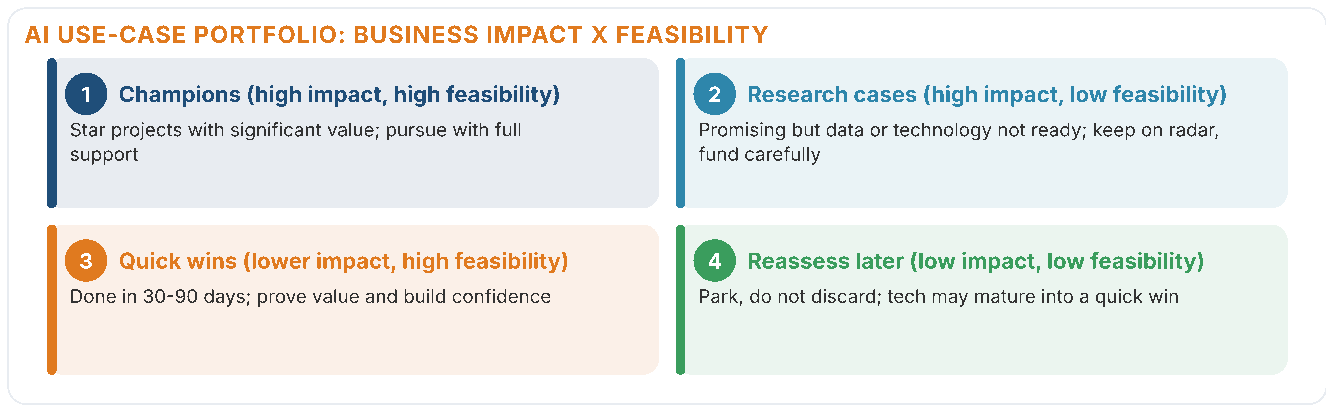 AI USE-CASE PORTFOLIO: BUSINESS IMPACT X FEASIBILITY
1 Champions (high impact, high feasibility)
Star projects with significant value; pursue with full
support
2 Research cases (high impact, low feasibility)
Promising but data or technology not ready; keep on radar,
fund carefully
3 Quick wins (lower impact, high feasibility)
Done in 30-90 days; prove value and build confidence
4 Reassess later (low impact, low feasibility)
Park, do not discard; tech may mature into a quick win